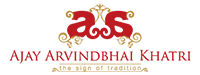 AJAY ARVINDBHAI KHATRI
the sign of tradition